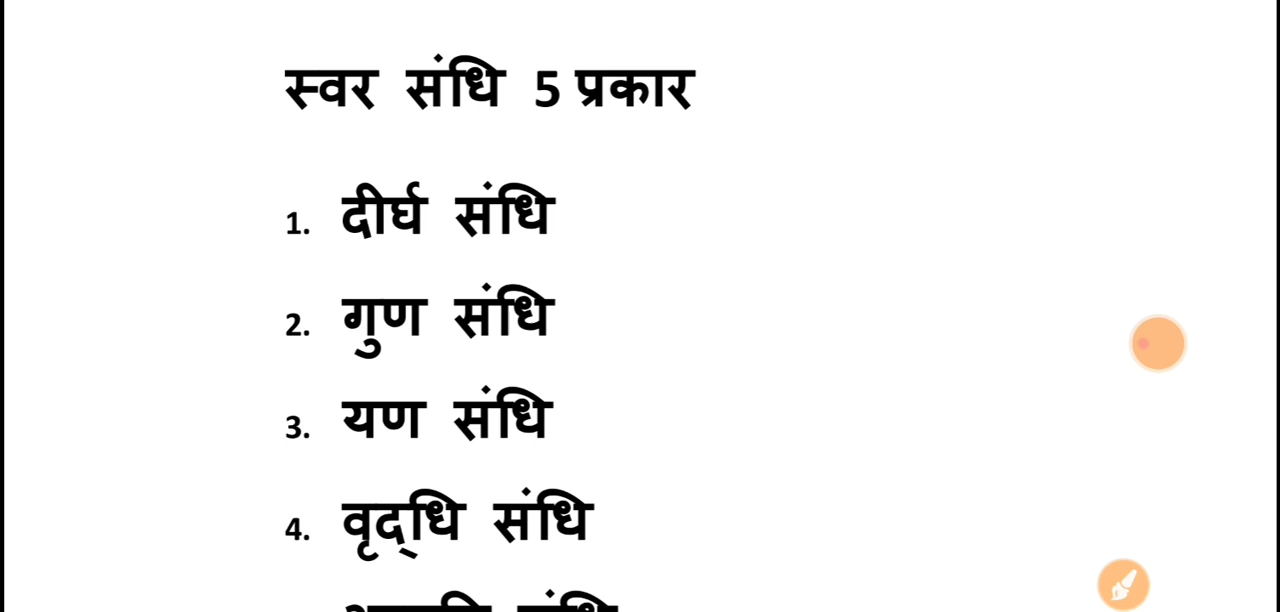 स्वर संधि 5 प्रकार
1. दीर्घ संधि
2. गुण संधि
3. यण संधि
4. वृद्‌धि संधि